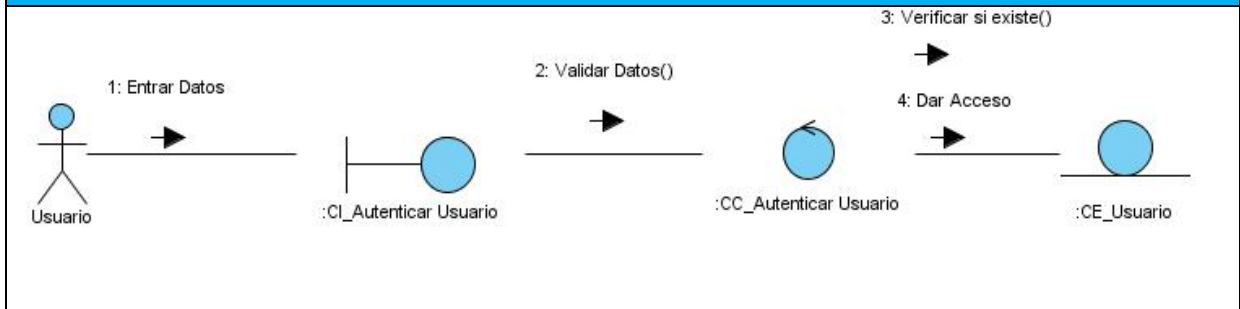 3: Verificar si existe()
2: Validar Datos()
1: Entrar Datos
4: Dar Acceso
Usuario
:CI_Autenticar Usuario
:CC_Autenticar Usuario
:CE_Usuario